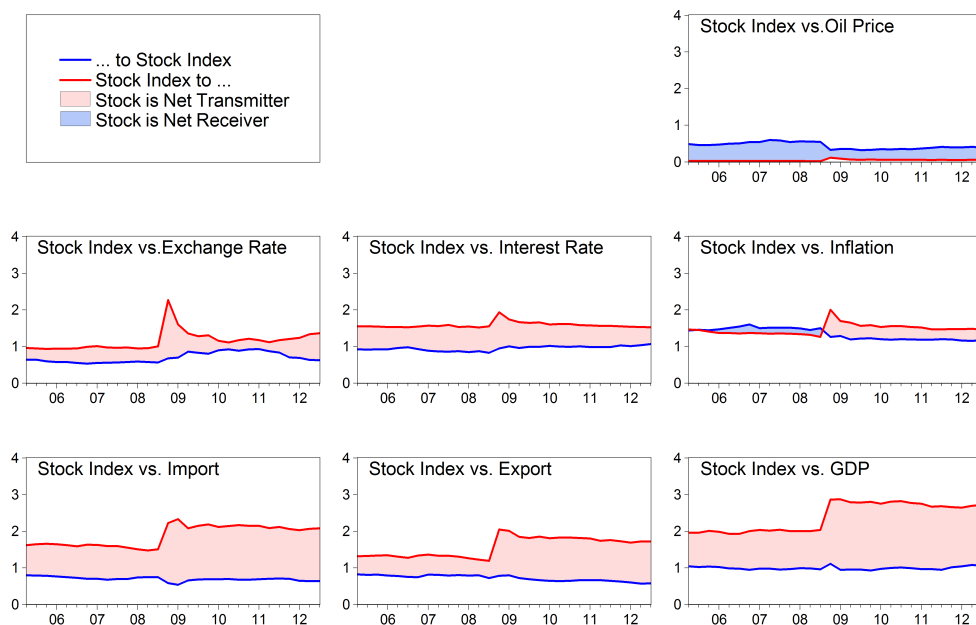 ... to Stock Index
Stock Index to ...
Stock is Net Transmitter
Stock is Net Receiver
Stock Index vs.Oil Price
4
3
2
1
0
06 07 08 09 10 11 12
Stock Index vs.Exchange Rate
4
3
2
1
0
06 07 08 09 10 11 12
Stock Index vs. Interest Rate
4
3
2
1
0
06 07 08 09 10 11 12
Stock Index vs. Inflation
4
3
2
1
0
06 07 08 09 10 11 12
Stock Index vs. Import
4
3
2
1
0
06 07 08 09 10 11 12
Stock Index vs. Export
4
3
2
1
0
06 07 08 09 10 11 12
Stock Index vs. GDP
4
3
2
1
0
06 07 08 09 10 11 12